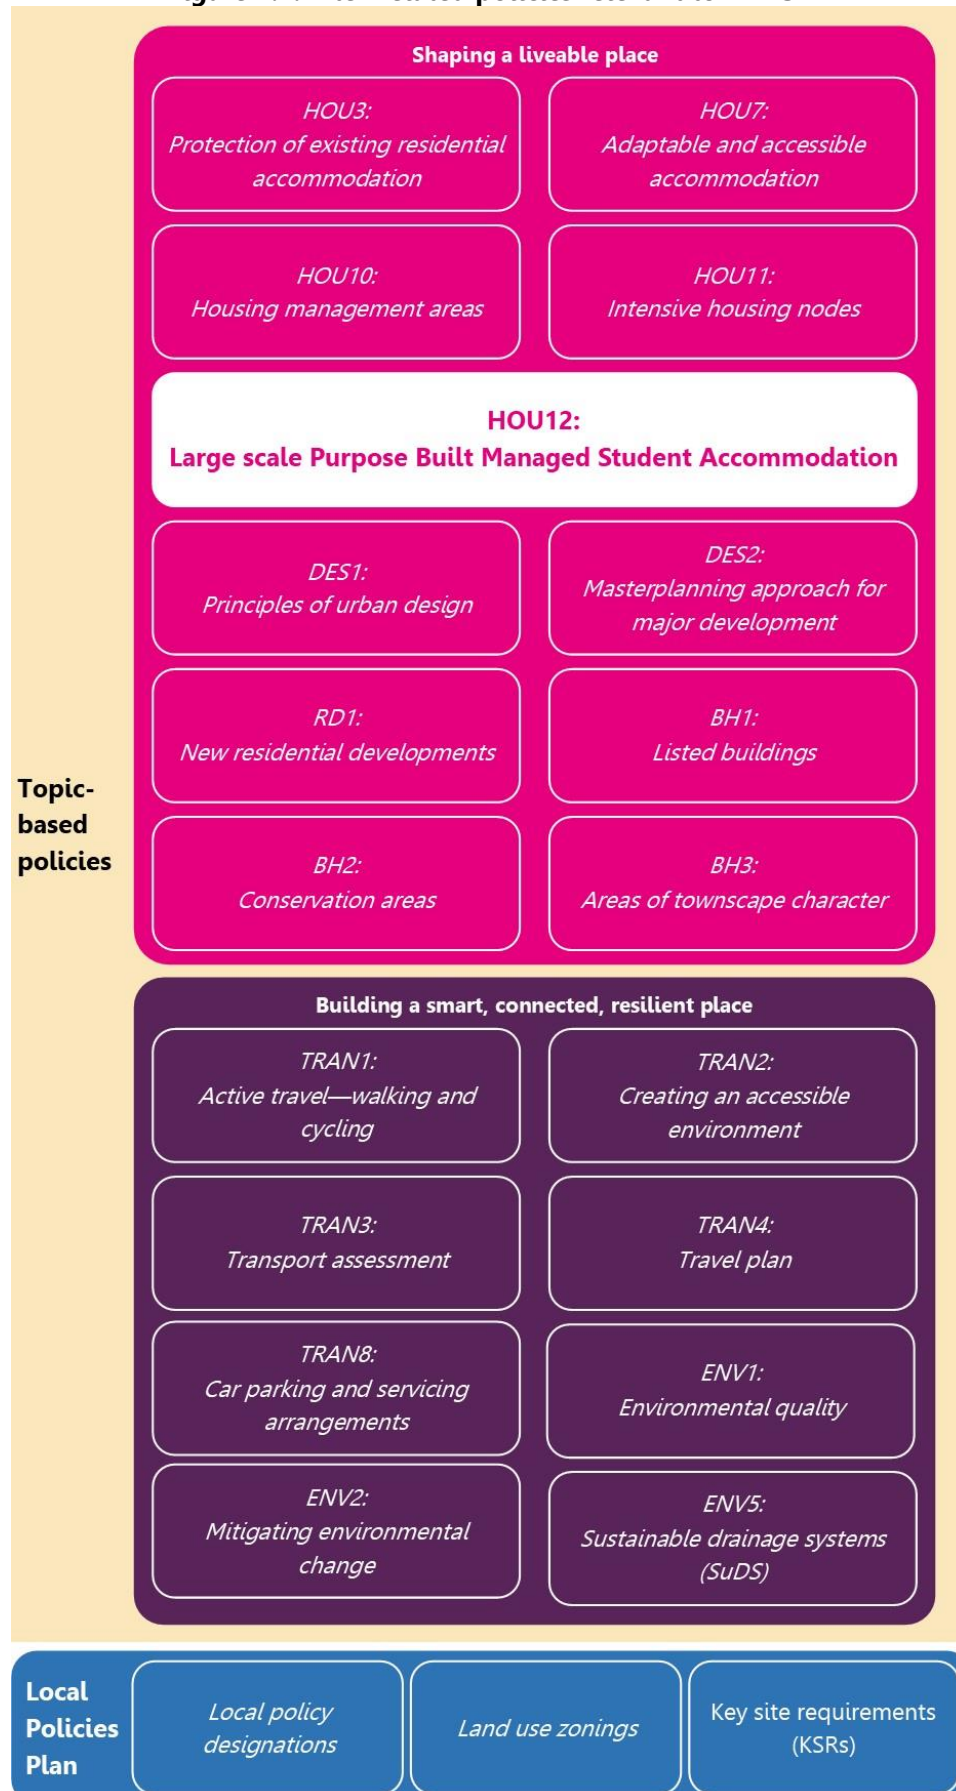 Shaping a liveable place
HOU3:
Protection of existing residential
accommodation
HOU7:
Adaptable and accessible
accommodation
HOU10:
Housing management areas
HOU11:
Intensive housing nodes
HOU12:
Large scale Purpose Built Managed Student Accommodation
DES1:
Principles of urban design
DES2:
Masterplanning approach for
major development
RD1:
New residential developments
BH1:
Listed buildings
Topic-
based
policies
BH2:
Conservation areas
BH3:
Areas of townscape character
Building a smart, connected, resilient place
TRAN1:
Active travel—walking and
cycling
TRAN2:
Creating an accessible
environment
TRAN3:
Transport assessment
TRAN4:
Travel plan
TRAN8:
Car parking and servicing
arrangements
ENV1:
Environmental quality
ENV2:
Mitigating environmental
change
ENV5:
Sustainable drainage systems
(SuDS)
Local
Policies
Plan
Local policy
designations
Land use zonings
Key site requirements
(KSRs)